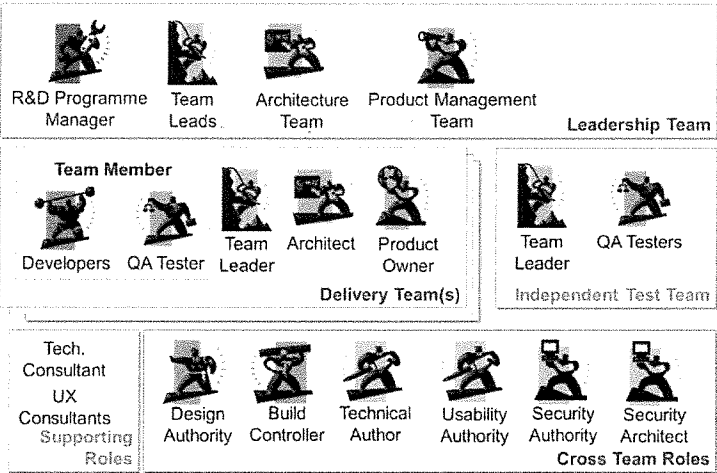 R&D Programme
Manager
Team
Leads
Architecture
Team
Product Management
Team
Leadership Team
Team Member
Developers
QA Tester
Team
Leader
Architect
Product
Owner
Delivery Team(s)
Team
Leader
QA Testers
Independent Test Team
Tech.
Consultant
UX
Consultants
Supporting
Roles
Design
Authority
Build
Controller
Technical
Author
Usability
Authority
Security
Authority
Security
Architect
Cross Team Roles